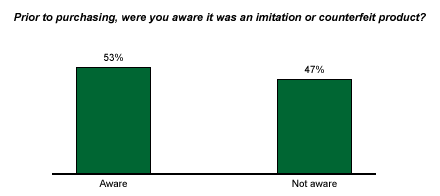 Prior to purchasing, were you aware it was an imitation or counterfeit product?
53%
47%
Aware
Not aware